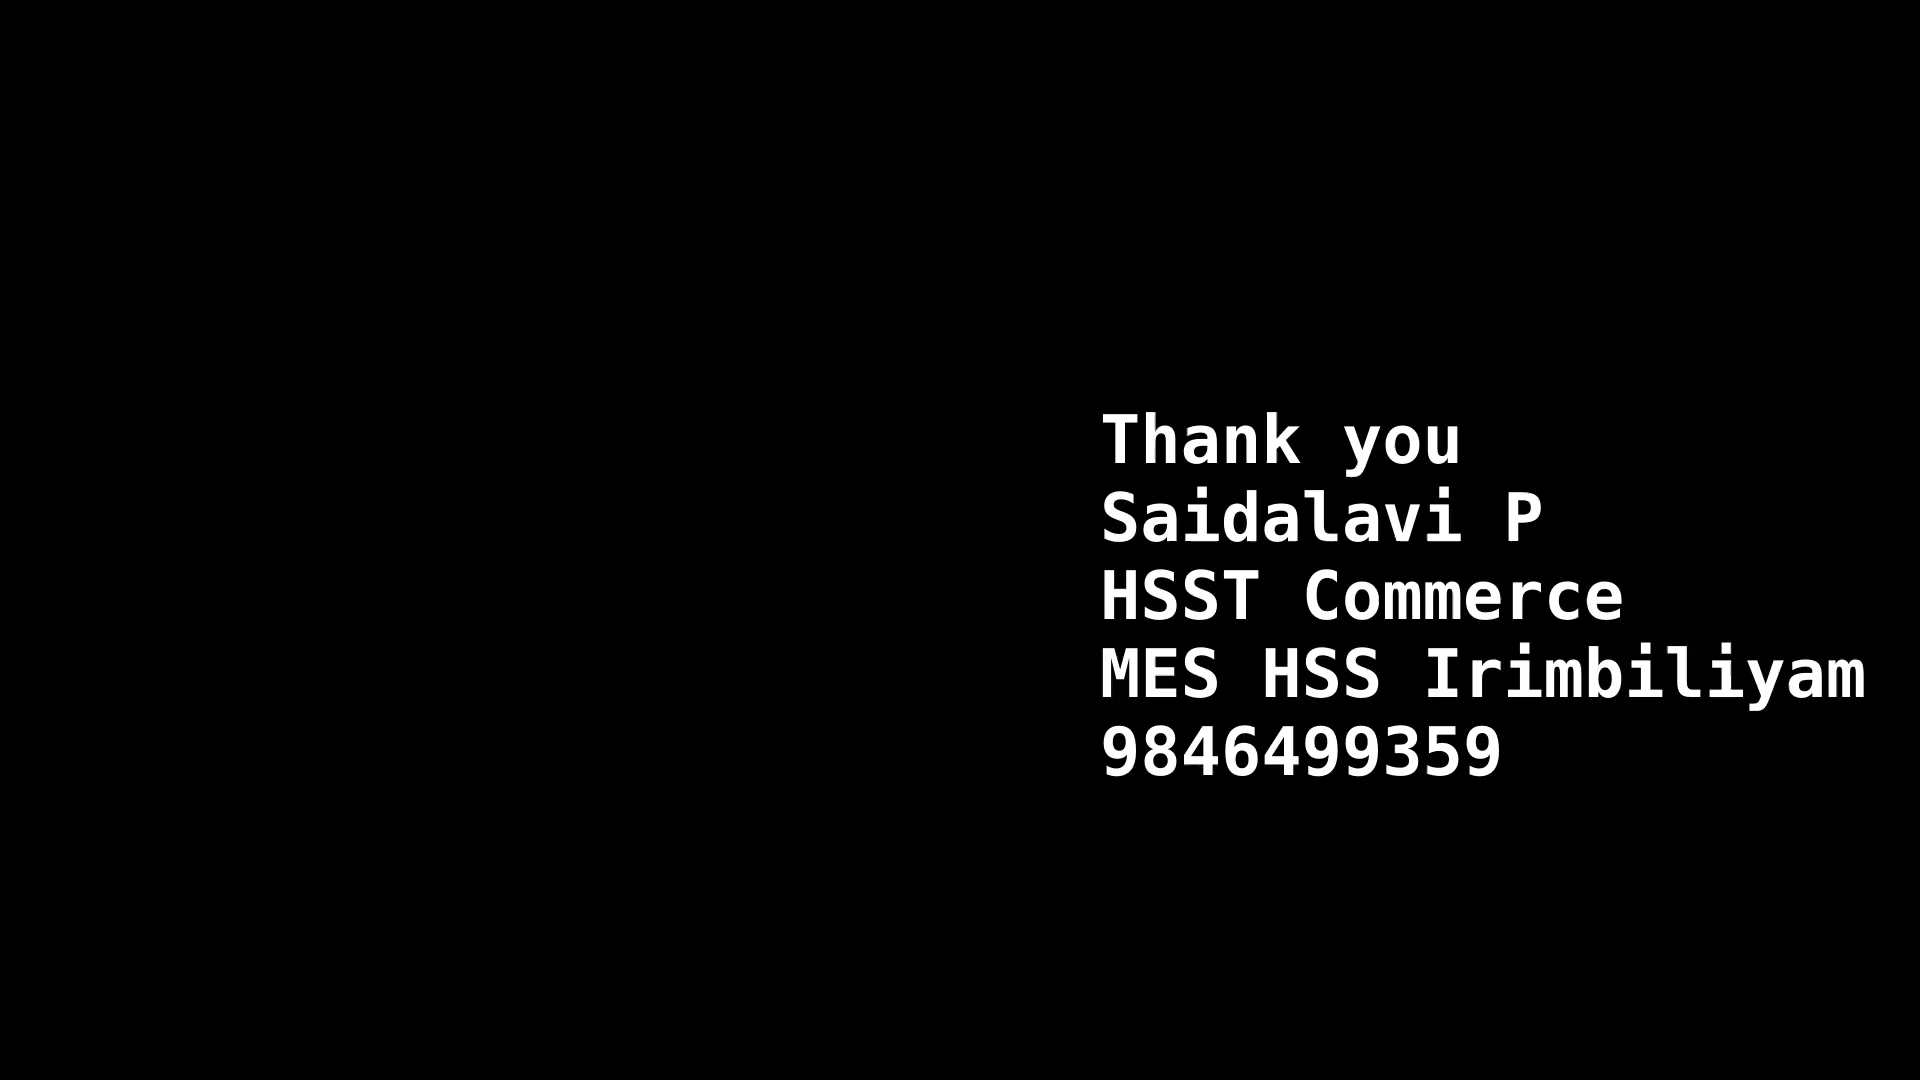 Thank you
Saidalavi P
HSST Commerce
MES HSS Irimbiliyam
9846499359